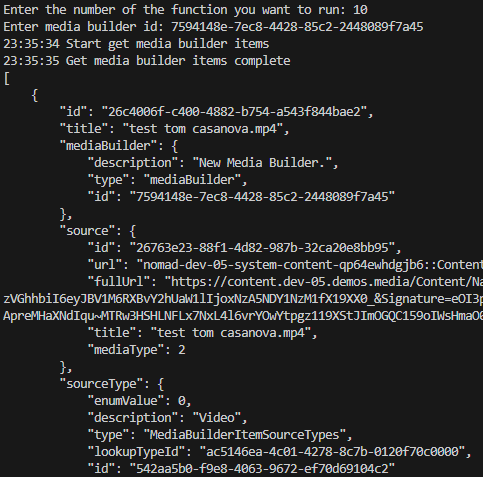 Enter the number of the function you want to run: 10
Enter media builder id: 7594148e-7ec8-4428-85c2-2448089f7a45
23:35:34 Start get media builder items
23:35:35 Get media builder items complete
[
    {
        "id": "26c4006f-c400-4882-b754-a543f844bae2",
        "title": "test tom casanova.mp4",
        "mediaBuilder": {
            "description": "New Media Builder.",
            "type": "mediaBuilder",
            "id": "7594148e-7ec8-4428-85c2-2448089f7a45"
        },
        "source": {
            "id": "26763e23-88f1-4d82-987b-32ca20e8bb95",
            "url": "nomad-dev-05-system-content-qp64ewhdgjb6::Content
            "fullUrl": "https://content.dev-05.demos.media/Content/Na
zVGhhbiI6eyJBV1M6RXBvY2hUaW1lIjoxNzA5NDY1NzM1fX19XX0_&Signature=eOI3p
ApreMHaXNdIqu~MTRw3HSHLNFLx7NxL4l6vrYOwYtpgz119XStJImOGQC159oIWsHmaO0
            "title": "test tom casanova.mp4",
            "mediaType": 2
        },
        "sourceType": {
            "enumValue": 0,
            "description": "Video",
            "type": "MediaBuilderItemSourceTypes",
            "lookupTypeId": "ac5146ea-4c01-4278-8c7b-0120f70c0000",
            "id": "542aa5b0-f9e8-4063-9672-ef70d69104c2"